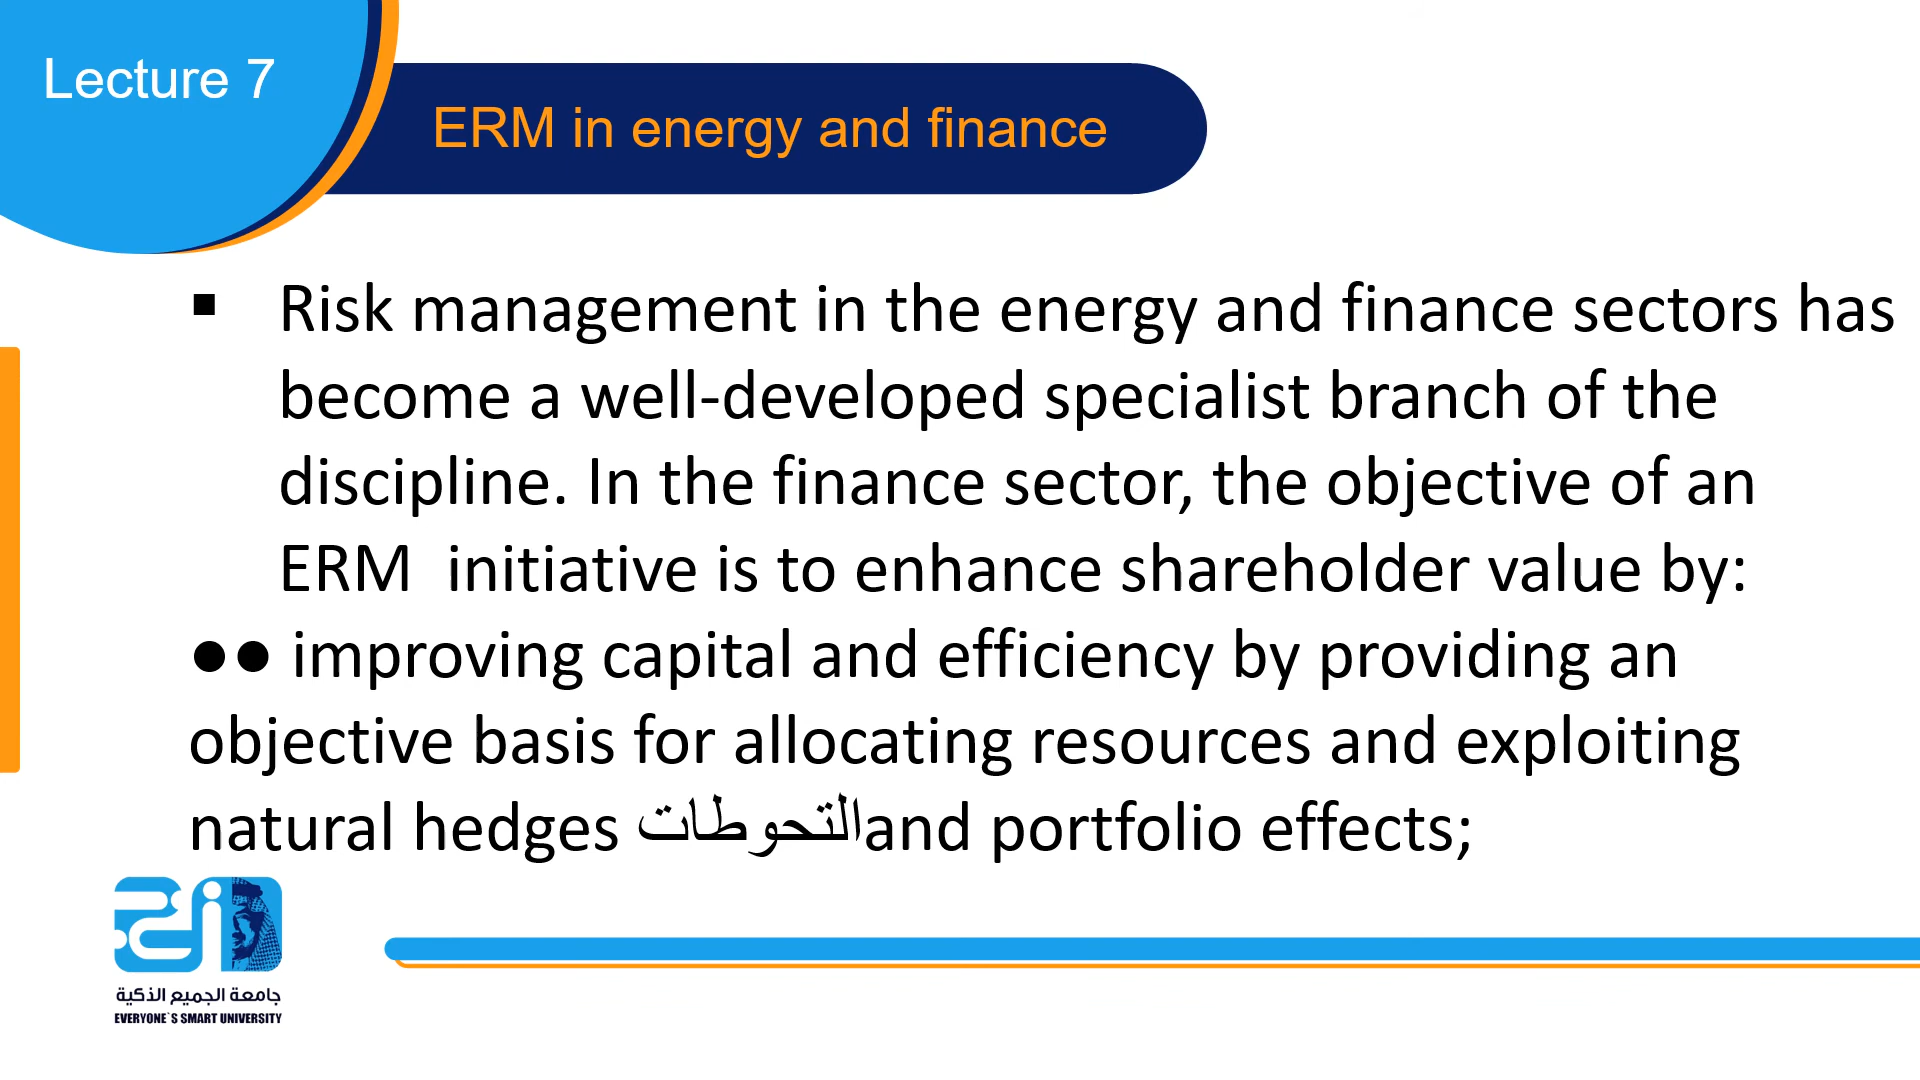 Lecture 7
ERM in energy and finance
▪ Risk management in the energy and finance sectors has
become a well-developed specialist branch of the
discipline. In the finance sector, the objective of an
ERM  initiative is to enhance shareholder value by:
●● improving capital and efficiency by providing an
objective basis for allocating resources and exploiting
natural hedges التحوطات and portfolio effects;
جامعة الجميع الذكية
EVERYONE`S SMART UNIVERSITY